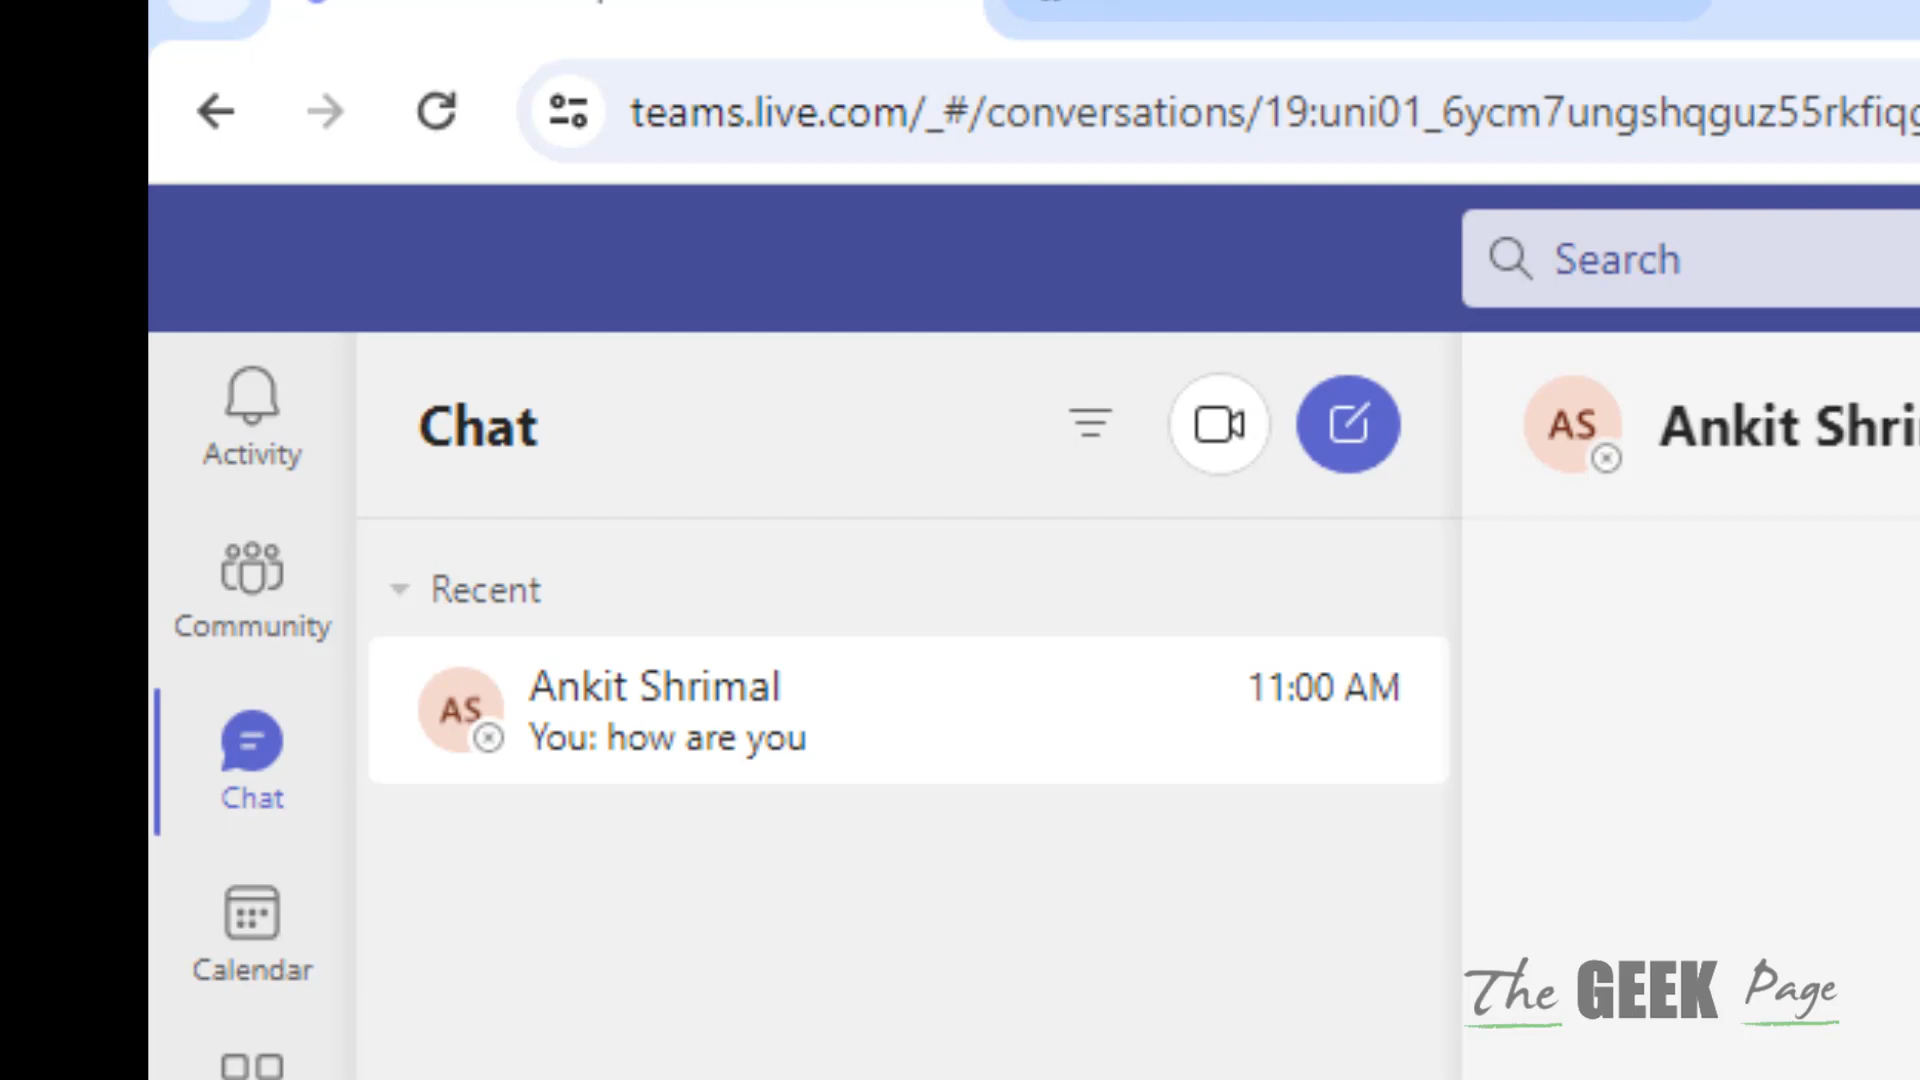 teams.live.com/_#/conversations/19:uni01_6ycm7ungshqguz55rkfiqg
Search
Activity
Community
Chat
Calendar
Chat
Recent
AS
Ankit Shrimal
11:00 AM
You: how are you
AS
Ankit Shri
The GEEK Page